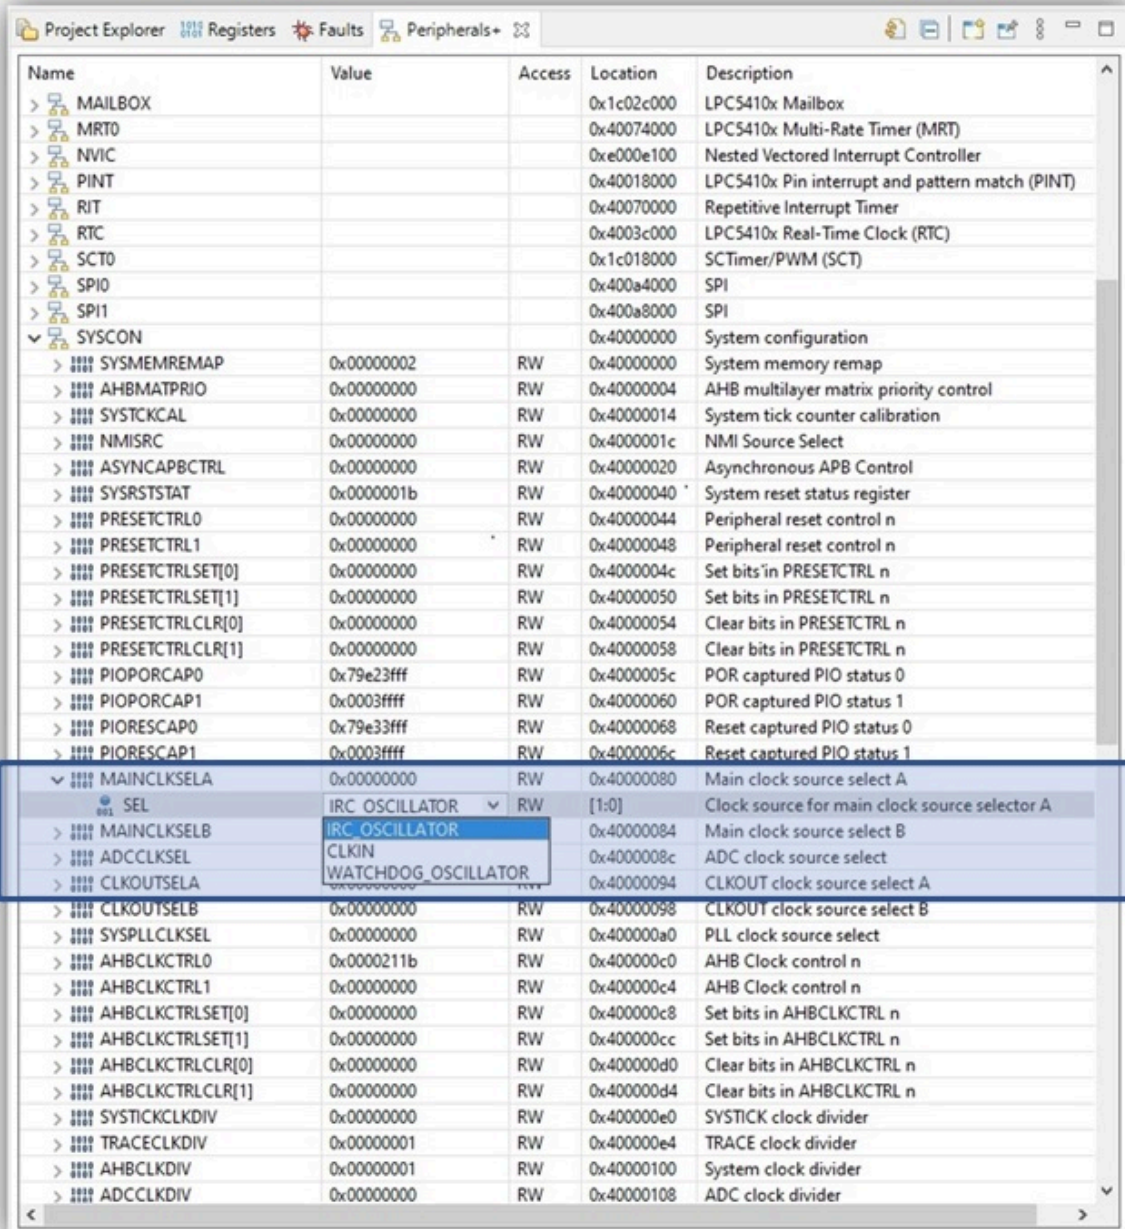 Project Explorer Registers Faults Peripherals+
Name Value Access Location Description
MAILBOX 0x1c02c000 LPC5410x Mailbox
MRT0 0x40074000 LPC5410x Multi-Rate Timer (MRT)
NVIC 0xe000e100 Nested Vectored Interrupt Controller
PINT 0x40018000 LPC5410x Pin interrupt and pattern match (PINT)
RIT 0x40070000 Repetitive Interrupt Timer
RTC 0x4003c000 LPC5410x Real-Time Clock (RTC)
SCT0 0x1c018000 SCTimer/PWM (SCT)
SPI0 0x400a4000 SPI
SPI1 0x400a8000 SPI
SYSCON 0x40000000 System configuration
SYSMEMREMAP 0x00000002 RW 0x40000000 System memory remap
AHBMATPRIO 0x00000000 RW 0x40000004 AHB multilayer matrix priority control
SYSTCKCAL 0x00000000 RW 0x40000014 System tick counter calibration
NMISRC 0x00000000 RW 0x4000001c NMI Source Select
ASYNCAPBCTRL 0x00000000 RW 0x40000020 Asynchronous APB Control
SYSRSTSTAT 0x0000001b RW 0x40000040 System reset status register
PRESETCTRL0 0x00000000 RW 0x40000044 Peripheral reset control n
PRESETCTRL1 0x00000000 RW 0x40000048 Peripheral reset control n
PRESETCTRLSET[0] 0x00000000 RW 0x4000004c Set bits in PRESETCTRL n
PRESETCTRLSET[1] 0x00000000 RW 0x40000050 Set bits in PRESETCTRL n
PRESETCTRLCLR[0] 0x00000000 RW 0x40000054 Clear bits in PRESETCTRL n
PRESETCTRLCLR[1] 0x00000000 RW 0x40000058 Clear bits in PRESETCTRL n
PIOPORCAP0 0x79e23fff RW 0x4000005c POR captured PIO status 0
PIOPORCAP1 0x0003ffff RW 0x40000060 POR captured PIO status 1
PIORESCAP0 0x79e33fff RW 0x40000068 Reset captured PIO status 0
PIORESCAP1 0x0003ffff RW 0x4000006c Reset captured PIO status 1
MAINCLKSELA 0x00000000 RW 0x40000080 Main clock source select A
SEL IRC_OSCILLATOR RW [1:0] Clock source for main clock source selector A
MAINCLKSELB IRC_OSCILLATOR 0x40000084 Main clock source select B
ADCCLKSEL CLKIN 0x4000008c ADC clock source select
WATCHDOG_OSCILLATOR
CLKOUTSELA 0x00000000 RW 0x40000094 CLKOUT clock source select A
CLKOUTSELB 0x00000000 RW 0x40000098 CLKOUT clock source select B
SYSPLLCLKSEL 0x00000000 RW 0x400000a0 PLL clock source select
AHBCLKCTRL0 0x0000211b RW 0x400000c0 AHB Clock control n
AHBCLKCTRL1 0x00000000 RW 0x400000c4 AHB Clock control n
AHBCLKCTRLSET[0] 0x00000000 RW 0x400000c8 Set bits in AHBCLKCTRL n
AHBCLKCTRLSET[1] 0x00000000 RW 0x400000cc Set bits in AHBCLKCTRL n
AHBCLKCTRLCLR[0] 0x00000000 RW 0x400000d0 Clear bits in AHBCLKCTRL n
AHBCLKCTRLCLR[1] 0x00000000 RW 0x400000d4 Clear bits in AHBCLKCTRL n
SYSTICKCLKDIV 0x00000000 RW 0x400000e0 SYSTICK clock divider
TRACECLKDIV 0x00000001 RW 0x400000e4 TRACE clock divider
AHBCLKDIV 0x00000001 RW 0x40000100 System clock divider
ADCCLKDIV 0x00000000 RW 0x40000108 ADC clock divider